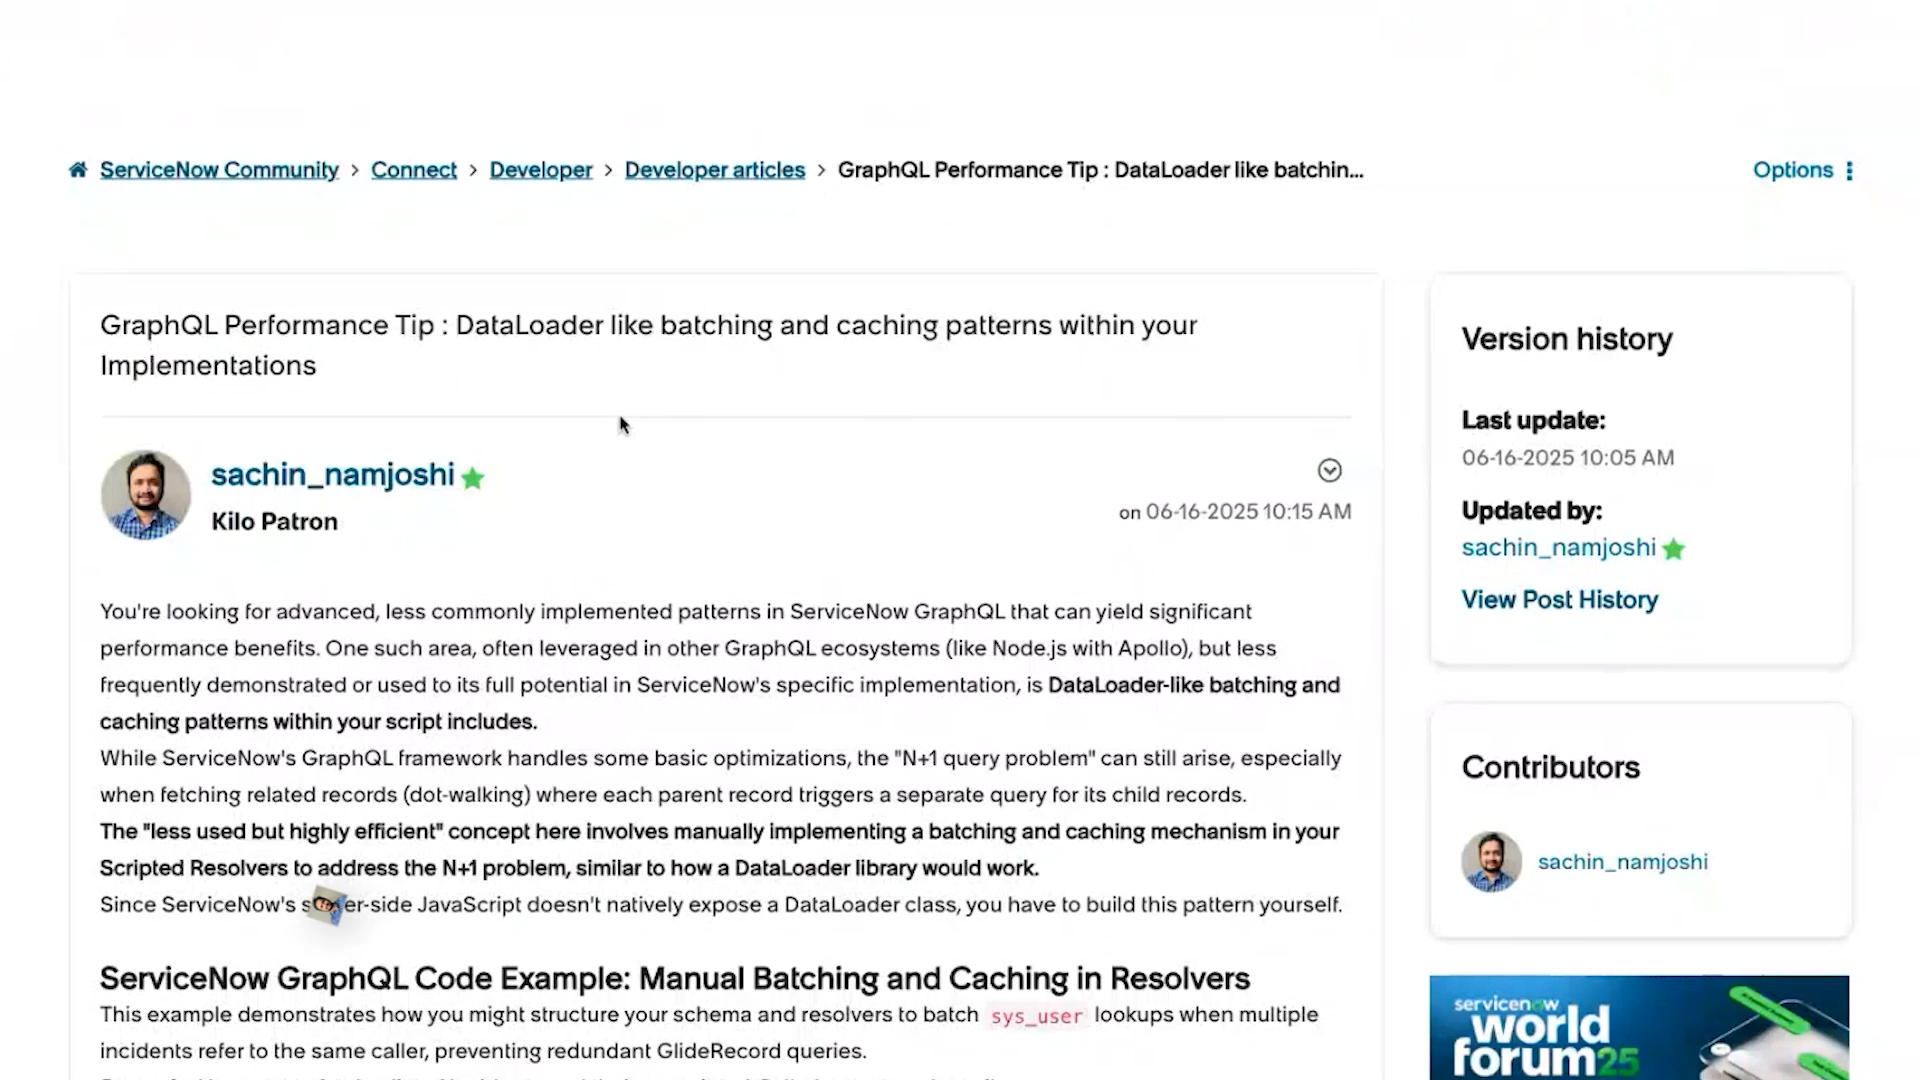 ServiceNow Community > Connect > Developer > Developer articles > GraphQL Performance Tip : DataLoader like batchin...
Options
GraphQL Performance Tip : DataLoader like batching and caching patterns within your
Implementations
sachin_namjoshi
Kilo Patron
on 06-16-2025 10:15 AM
You're looking for advanced, less commonly implemented patterns in ServiceNow GraphQL that can yield significant
performance benefits. One such area, often leveraged in other GraphQL ecosystems (like Node.js with Apollo), but less
frequently demonstrated or used to its full potential in ServiceNow's specific implementation, is DataLoader-like batching and
caching patterns within your script includes.
While ServiceNow's GraphQL framework handles some basic optimizations, the "N+1 query problem" can still arise, especially
when fetching related records (dot-walking) where each parent record triggers a separate query for its child records.
The "less used but highly efficient" concept here involves manually implementing a batching and caching mechanism in your
Scripted Resolvers to address the N+1 problem, similar to how a DataLoader library would work.
Since ServiceNow's er-side JavaScript doesn't natively expose a DataLoader class, you have to build this pattern yourself.
ServiceNow GraphQL Code Example: Manual Batching and Caching in Resolvers
This example demonstrates how you might structure your schema and resolvers to batch sys_user lookups when multiple
incidents refer to the same caller, preventing redundant GlideRecord queries.
Version history
Last update:
06-16-2025 10:05 AM
Updated by:
sachin_namjoshi
View Post History
Contributors
sachin_namjoshi
servicenow
world
forum25